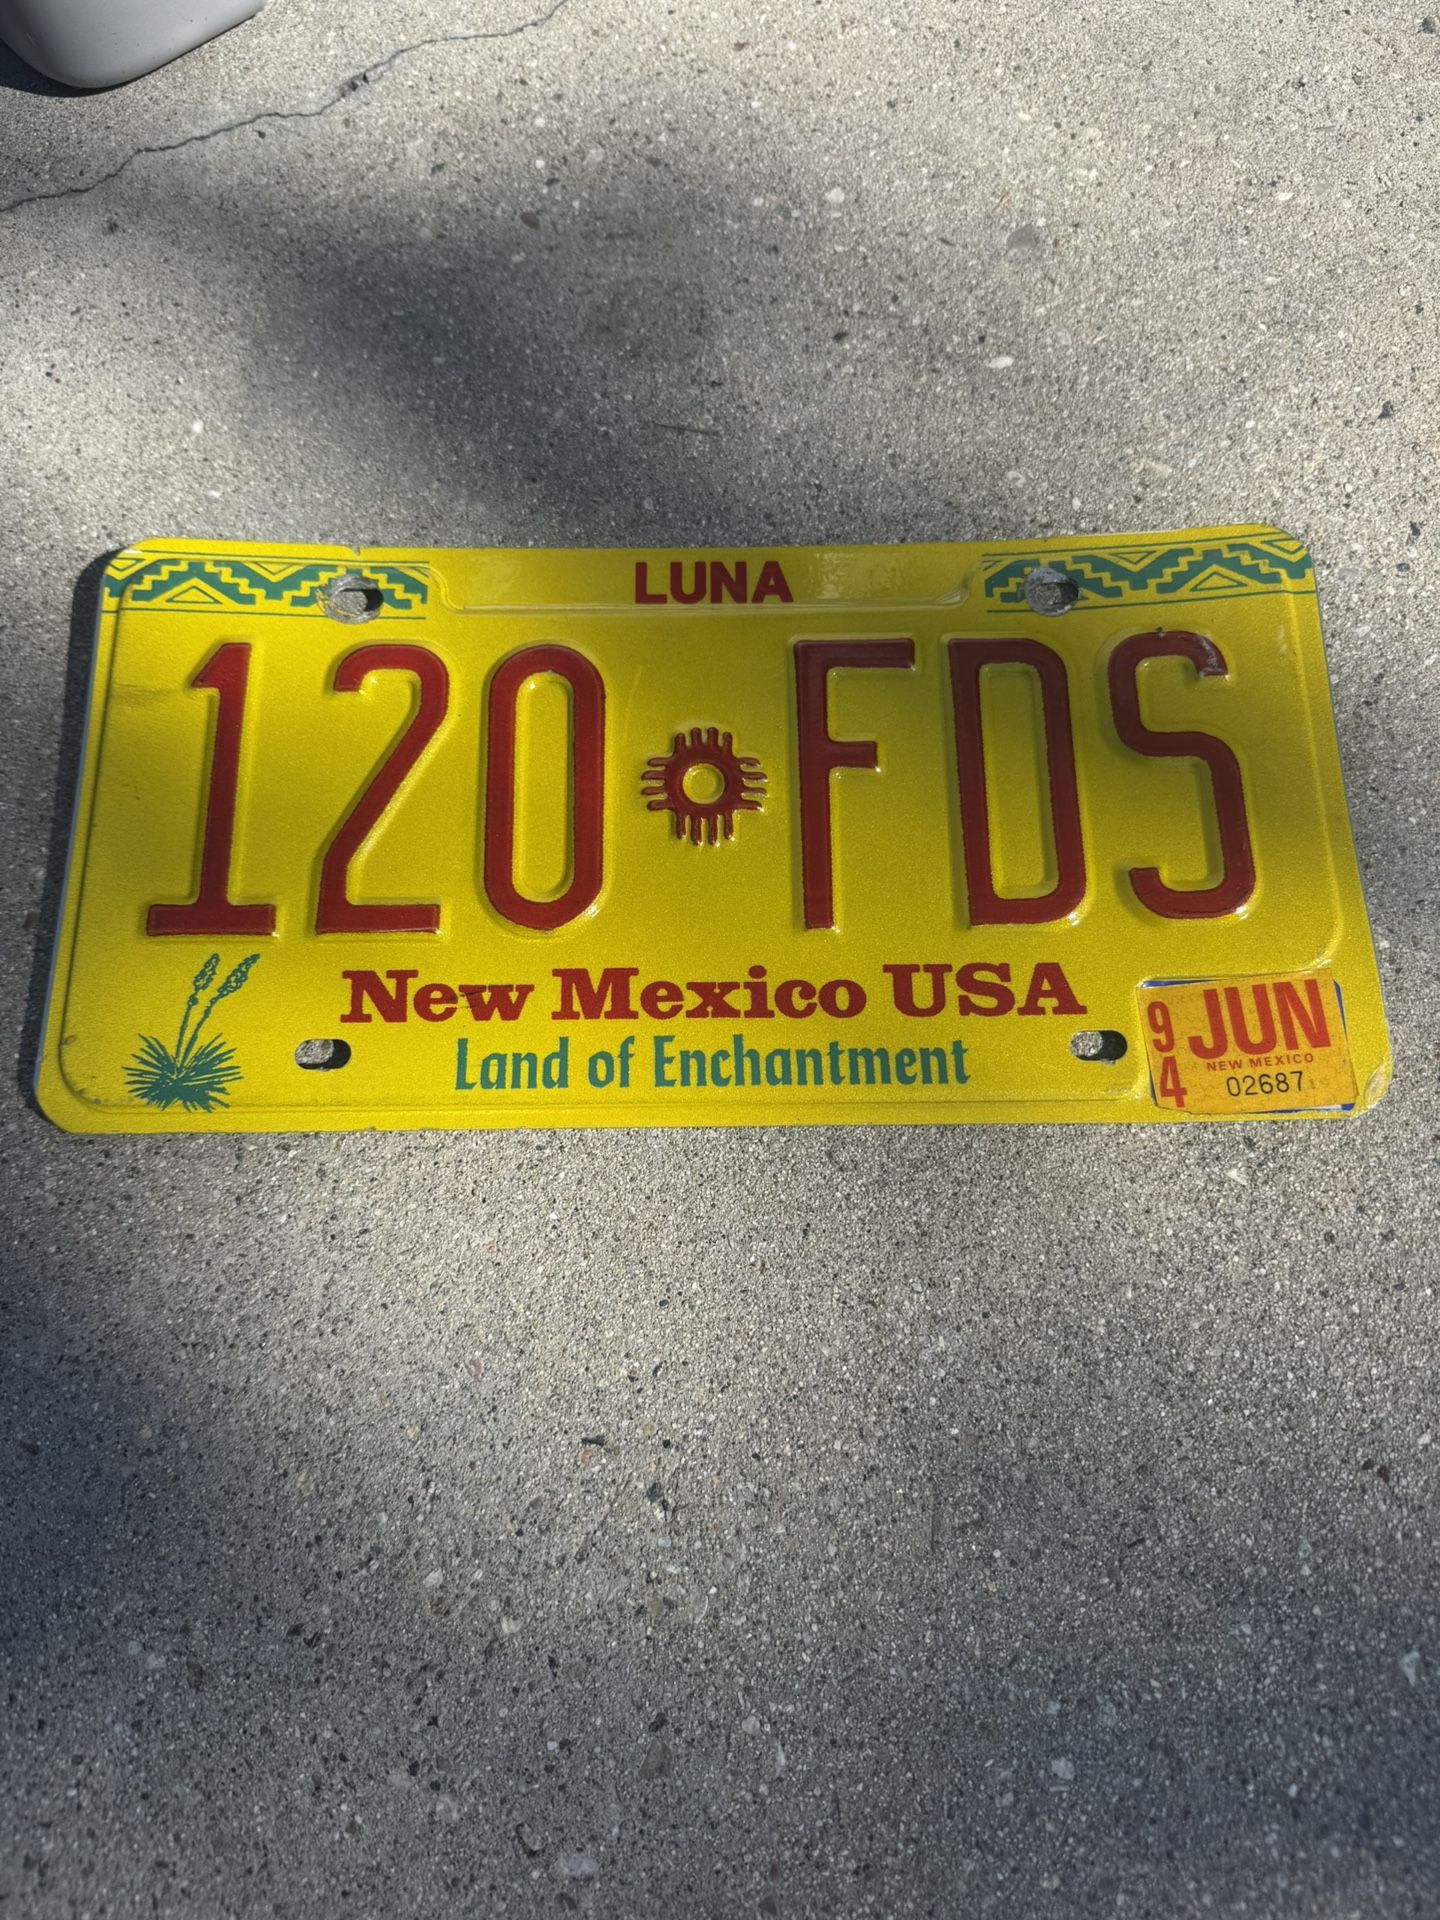 LUNA
120 FDS
New Mexico USA
Land of Enchantment
94 JUN
NEW MEXICO
02687